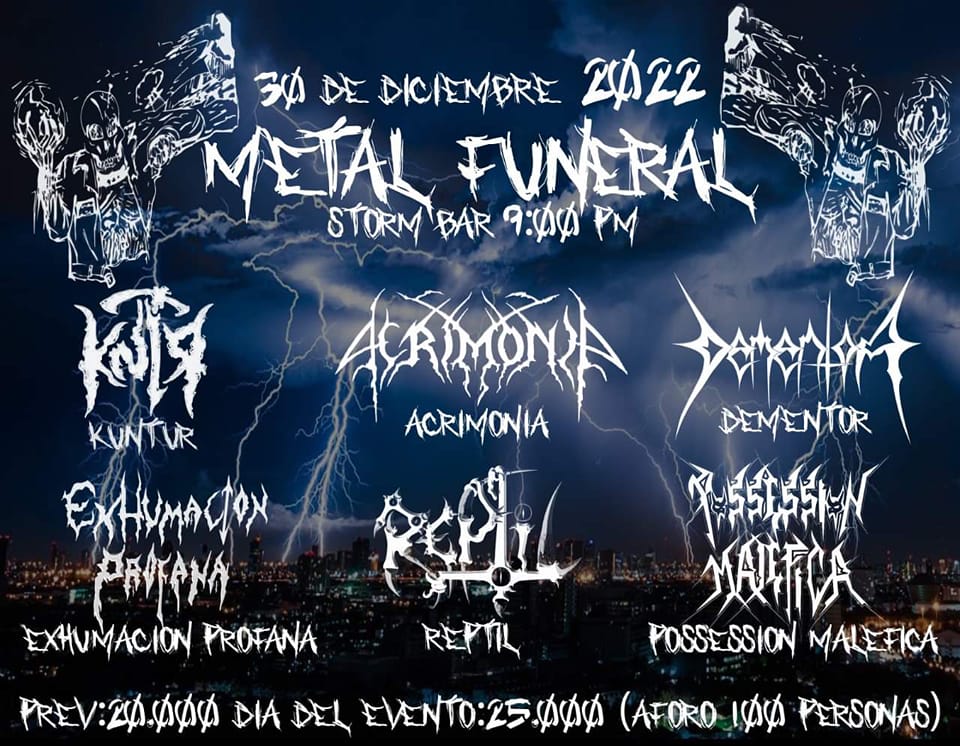 30 DE DICIEMBRE 2022
METAL FUNERAL
STORM BAR 9:00 PM
KNTR ACRIMONIA DEMENTOR
KUNTUR ACRIMONIA DEMENTOR
EXHUMACION PROFANA REPTIL POSSESSION MALEFICA
EXHUMACION PROFANA REPTIL POSSESSION MALEFICA
PREV:20.000 DIA DEL EVENTO:25.000 (AFORO 100 PERSONAS)